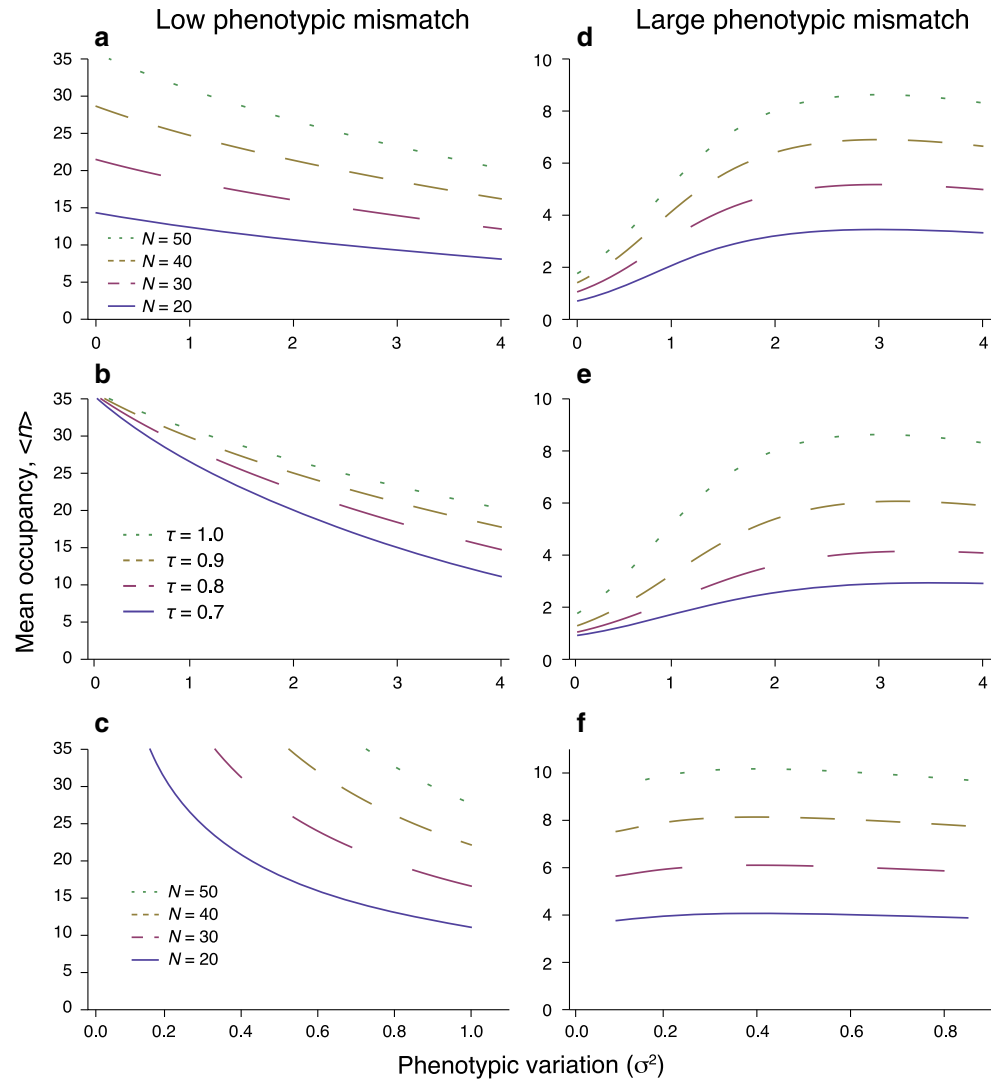 Low phenotypic mismatch
Large phenotypic mismatch
a
35
30
25
20
15
10
5
0
N = 50
N = 40
N = 30
N = 20
0 1 2 3 4
d
10
8
6
4
2
0
0 1 2 3 4
b
35
30
25
20
15
10
5
0
τ = 1.0
τ = 0.9
τ = 0.8
τ = 0.7
0 1 2 3 4
e
10
8
6
4
2
0
0 1 2 3 4
c
35
30
25
20
15
10
5
0
N = 50
N = 40
N = 30
N = 20
0.0 0.2 0.4 0.6 0.8 1.0
f
10
8
6
4
2
0
0.0 0.2 0.4 0.6 0.8
Mean occupancy, <n>
Phenotypic variation (σ²)